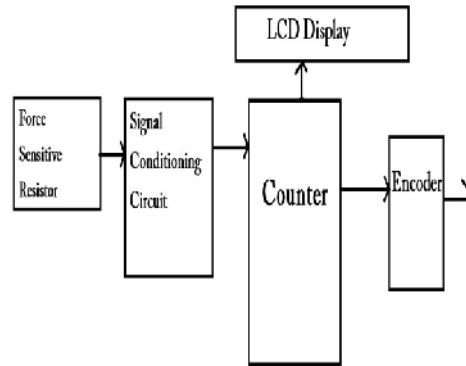 LCD Display
Force
Sensitive
Resistor
Signal
Conditioning
Circuit
Counter
Encoder